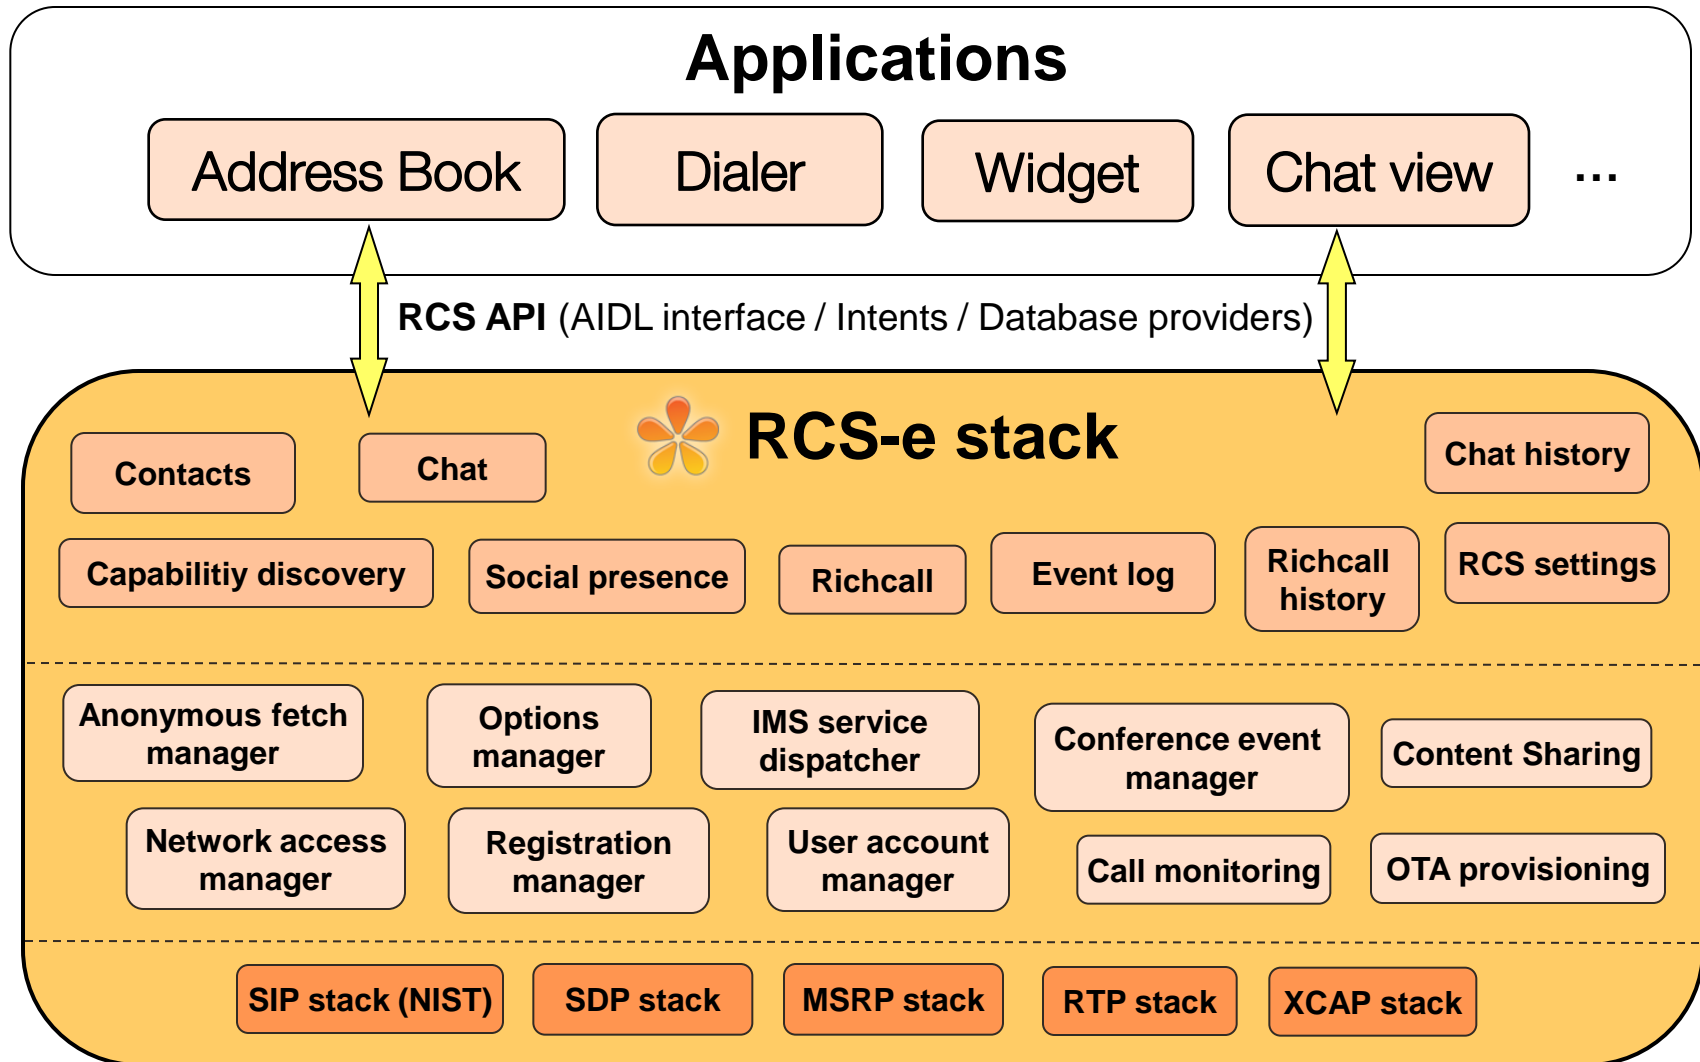 Applications
Address Book
Dialer
Widget
Chat view
...
RCS API (AIDL interface / Intents / Database providers)
RCS-e stack
Contacts
Chat
Chat history
Capabilitiy discovery
Social presence
Richcall
Event log
Richcall
history
RCS settings
Anonymous fetch
manager
Options
manager
IMS service
dispatcher
Conference event
manager
Content Sharing
Network access
manager
Registration
manager
User account
manager
Call monitoring
OTA provisioning
SIP stack (NIST)
SDP stack
MSRP stack
RTP stack
XCAP stack